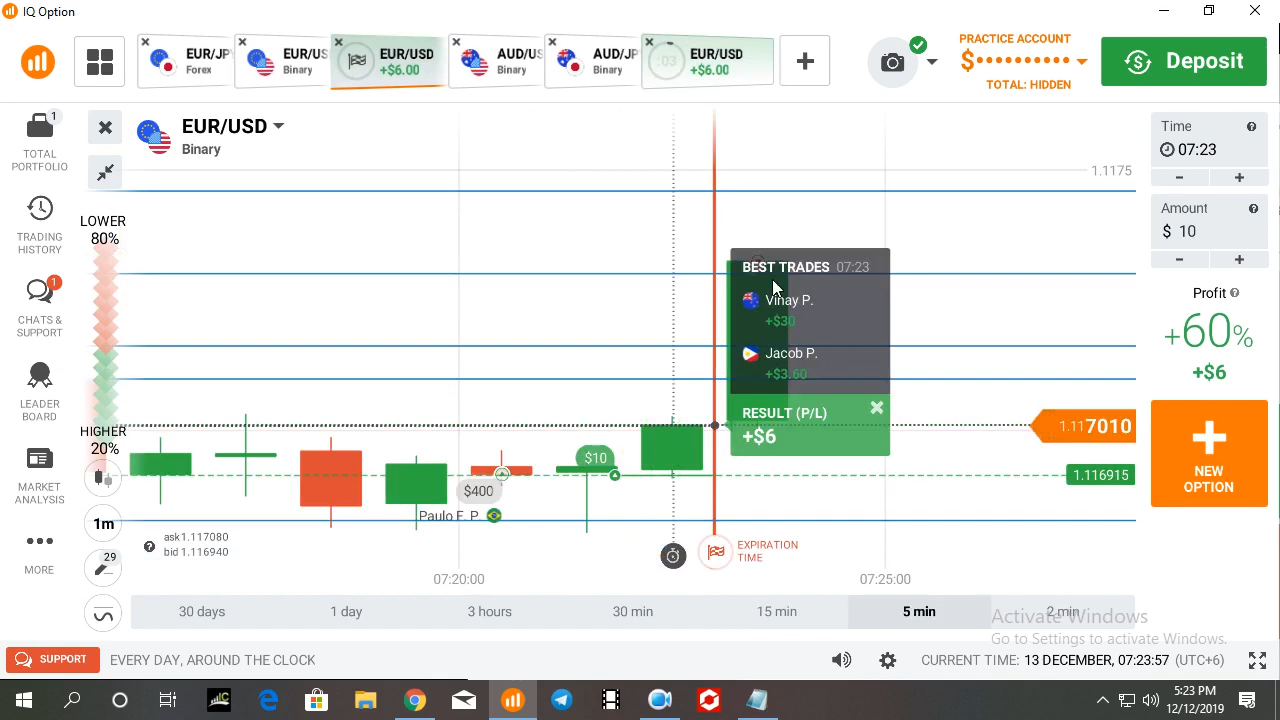 IQ Option
EUR/JP
Forex
EUR/US
Binary
EUR/USD
+$6.00
AUD/US
Binary
AUD/JP
Binary
:03
EUR/USD
+$6.00
PRACTICE ACCOUNT
$
TOTAL: HIDDEN
Deposit
1
TOTAL
PORTFOLIO
TRADING
HISTORY
1
CHATS &
SUPPORT
LEADER
BOARD
MARKET
ANALYSIS
MORE
EUR/USD
Binary
LOWER
80%
HIGHER
20%
1m
29
1.1175
BEST TRADES 07:23
Vinay P.
+$30
Jacob P.
+$3.60
RESULT (P/L)
+$6
1.117010
1.116915
$10
$400
Paulo F. P.
ask 1.117080
bid 1.116940
EXPIRATION
TIME
07:20:00
07:25:00
30 days
1 day
3 hours
30 min
15 min
5 min
2 min
Time
07:23
- +
Amount
$ 10
- +
Profit
+60%
+$6
NEW
OPTION
Activate Windows
Go to Settings to activate Windows.
SUPPORT
EVERY DAY, AROUND THE CLOCK
CURRENT TIME: 13 DECEMBER, 07:23:57 (UTC+6)
5:23 PM
12/12/2019